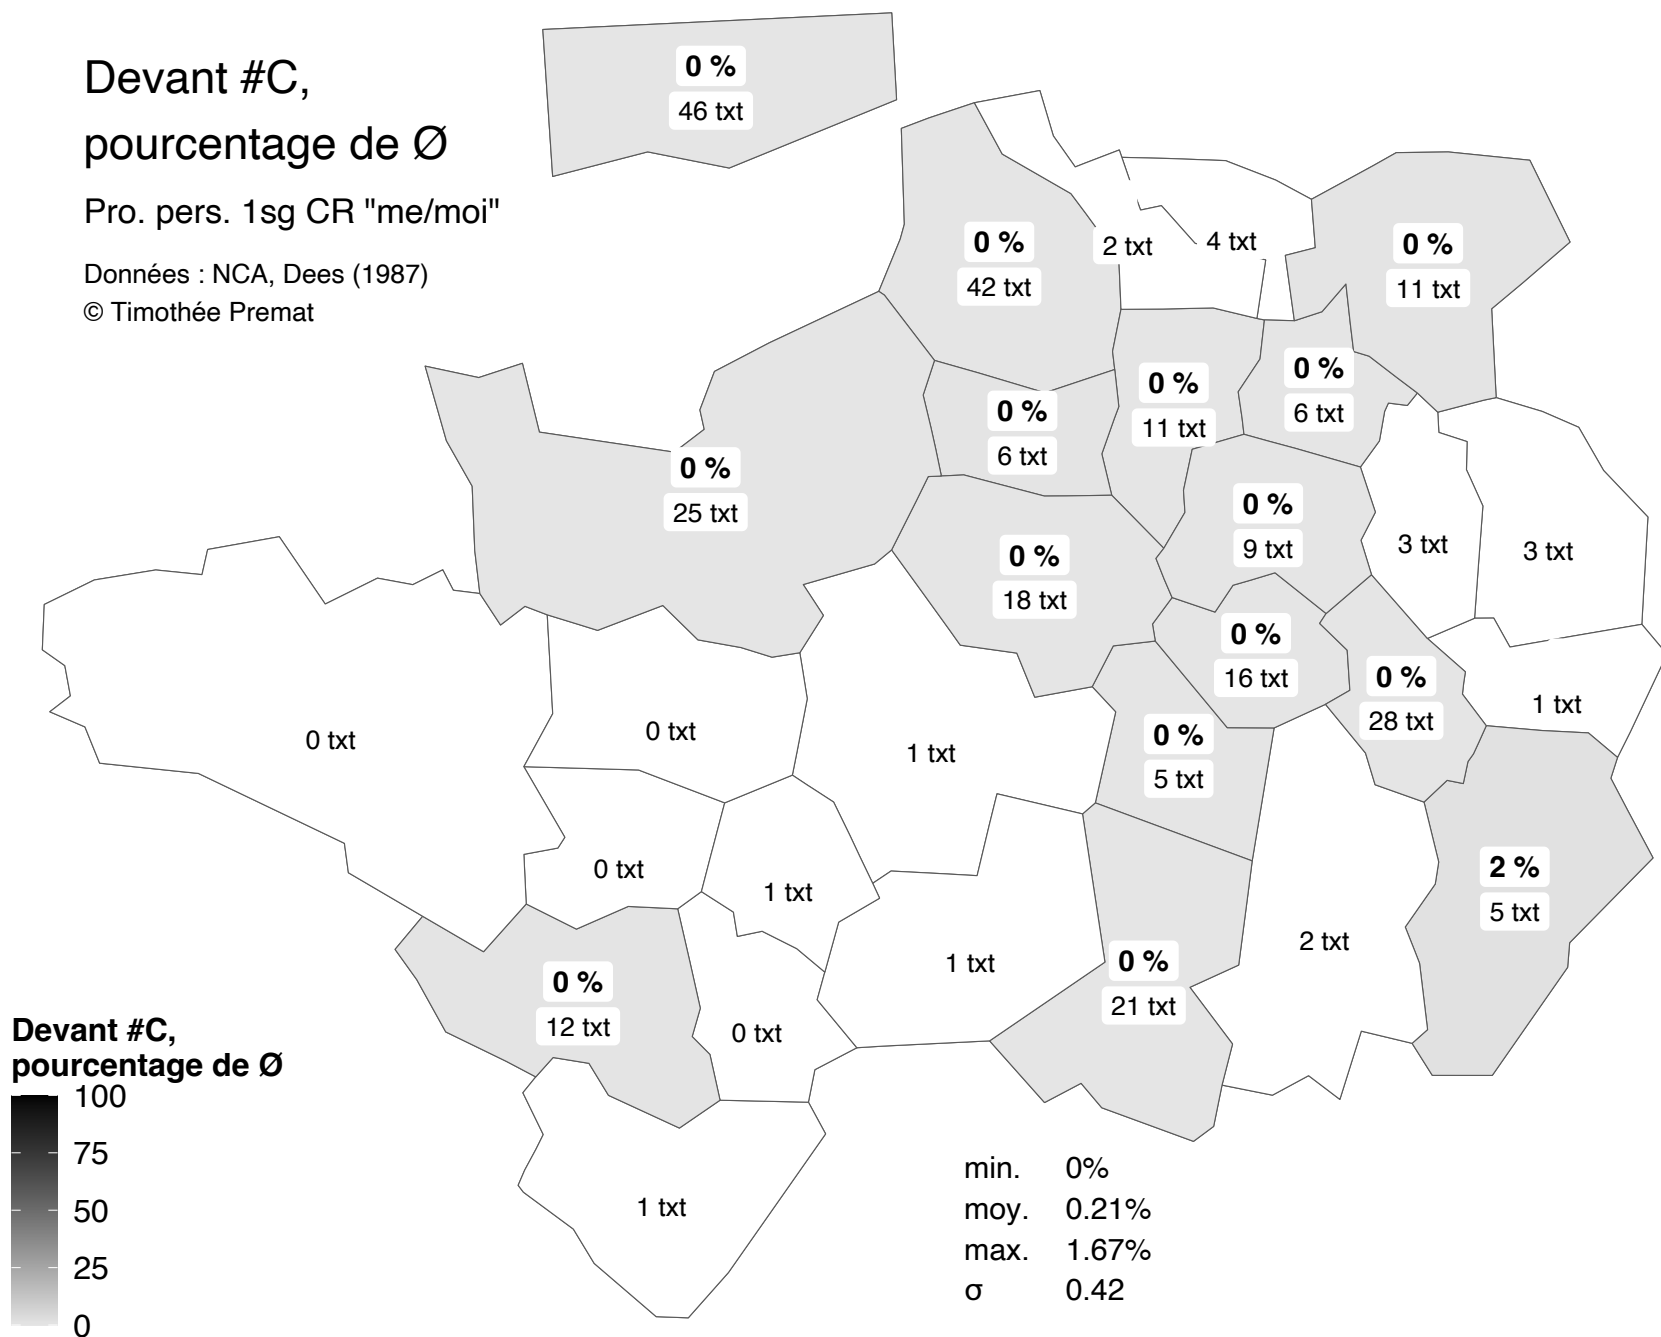 Devant #C,
pourcentage de Ø
Pro. pers. 1sg CR "me/moi"
Données : NCA, Dees (1987)
© Timothée Premat
0 %
46 txt
0 %
42 txt
2 txt
4 txt
0 %
11 txt
0 %
6 txt
0 %
11 txt
0 %
6 txt
0 %
25 txt
0 %
9 txt
3 txt
3 txt
0 %
18 txt
0 %
16 txt
0 %
28 txt
1 txt
0 txt
0 txt
1 txt
0 %
5 txt
0 txt
1 txt
2 %
5 txt
2 txt
1 txt
0 %
21 txt
0 %
12 txt
0 txt
1 txt
Devant #C,
pourcentage de Ø
100
75
50
25
0
min. 0%
moy. 0.21%
max. 1.67%
σ 0.42